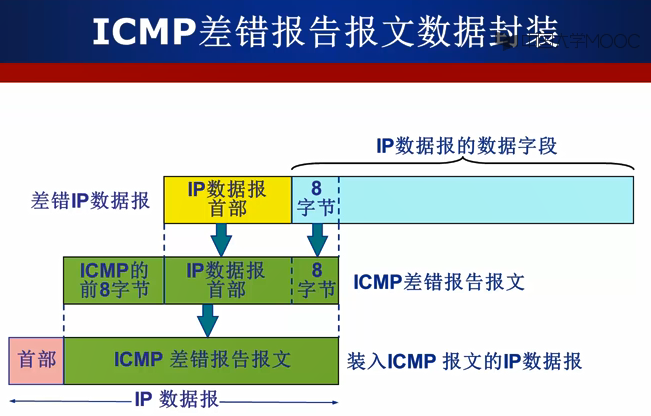 ICMP差错报告报文数据封装
中国大学MOOC
IP数据报的数据字段
差错IP数据报
IP数据报
首部
8
字节
ICMP的
前8字节
IP数据报
首部
8
字节
ICMP差错报告报文
首部
ICMP 差错报告报文
装入ICMP 报文的IP数据报
IP 数据报